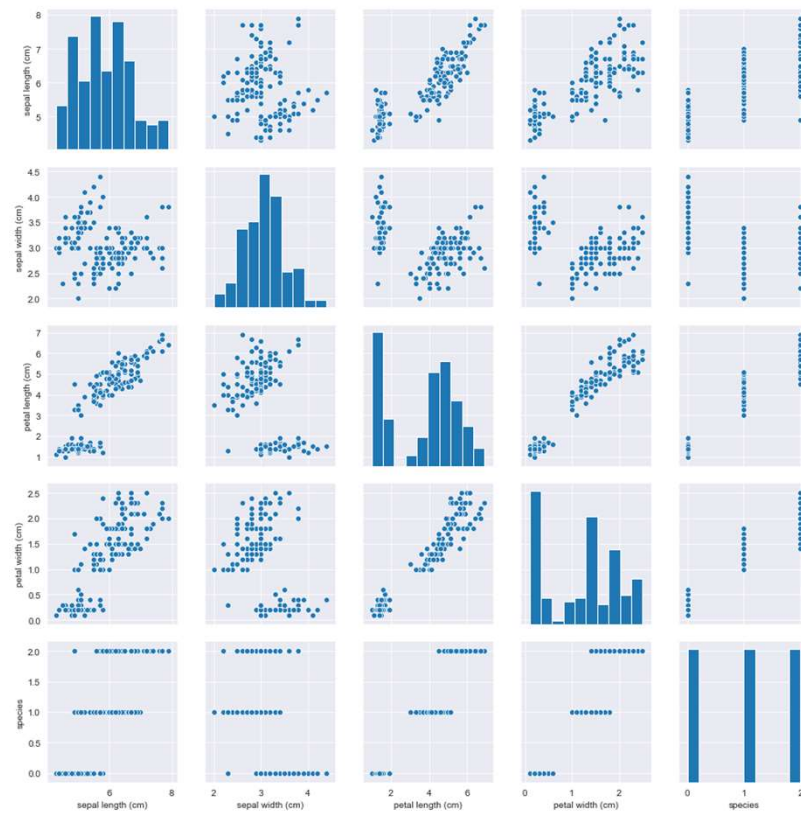 8
7
6
5
sepal length (cm)
4.5
4.0
3.5
3.0
2.5
2.0
sepal width (cm)
7
6
5
4
3
2
1
petal length (cm)
2.5
2.0
1.5
1.0
0.5
0.0
petal width (cm)
2.0
1.5
1.0
0.5
0.0
species
6 8
sepal length (cm)
2 3 4
sepal width (cm)
2 4 6
petal length (cm)
0 1 2
petal width (cm)
0 1 2
species